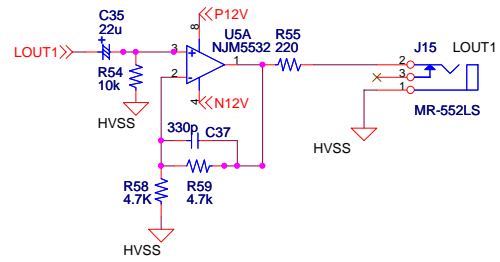 C35
22u
+
P12V
8
U5A
NJM5532
R55
220
J15
LOUT1
LOUT1
3
+
1
2
-
2
3
1
R54
10k
4
N12V
MR-552LS
HVSS
330p
C37
HVSS
R58
4.7K
R59
4.7k
HVSS